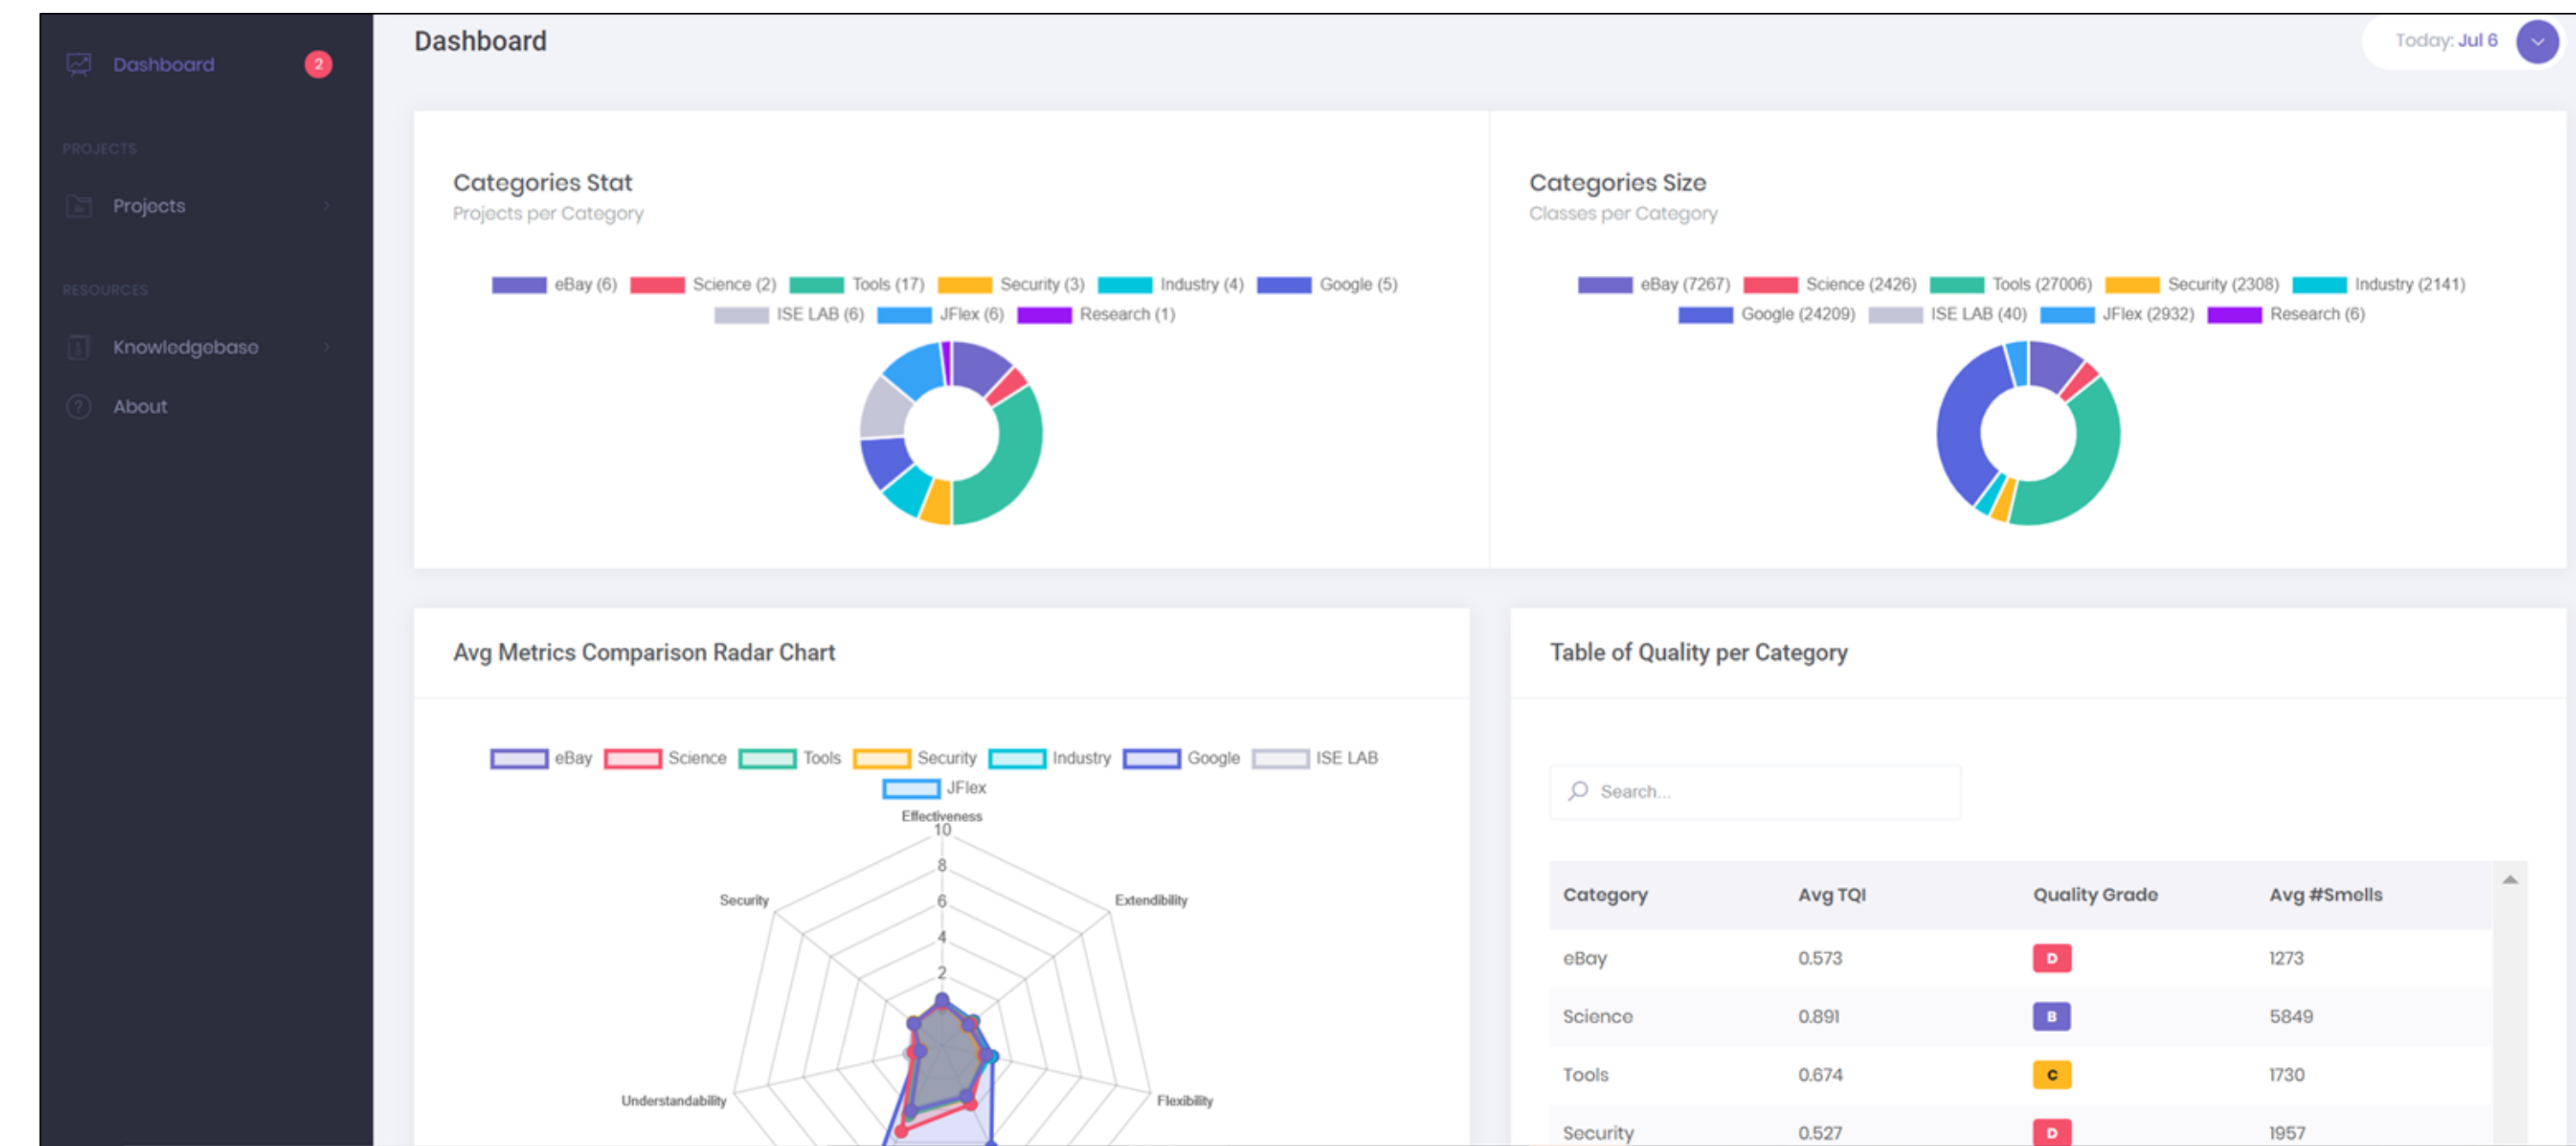 Dashboard 2
PROJECTS
Projects
RESOURCES
Knowledgebase
About
Dashboard
Today: Jul 6
Categories Stat
Projects per Category
eBay (6) Science (2) Tools (17) Security (3) Industry (4) Google (5)
ISE LAB (6) JFlex (6) Research (1)
Categories Size
Classes per Category
eBay (7267) Science (2426) Tools (27006) Security (2308) Industry (2141)
Google (24209) ISE LAB (40) JFlex (2932) Research (6)
Avg Metrics Comparison Radar Chart
eBay Science Tools Security Industry Google ISE LAB
JFlex
Effectiveness
10
8
Security 6 Extendibility
4
2
Understandability Flexibility
Table of Quality per Category
Search...
Category Avg TQI Quality Grade Avg #Smells
eBay 0.573 D 1273
Science 0.891 B 5849
Tools 0.674 C 1730
Security 0.527 D 1957